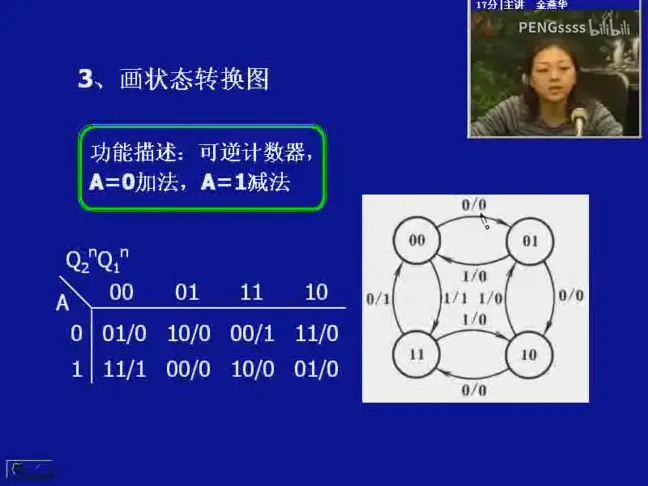 17分 主讲 金燕华
PENGssss bilibili
3、画状态转换图
功能描述：可逆计数器，
A=0加法，A=1减法
Q₂ⁿQ₁ⁿ
A 00 01 11 10
0 01/0 10/0 00/1 11/0
1 11/1 00/0 10/0 01/0
0/0
00 01
1/0
0/1 1/1 1/0 0/0
1/0
11 10
0/0